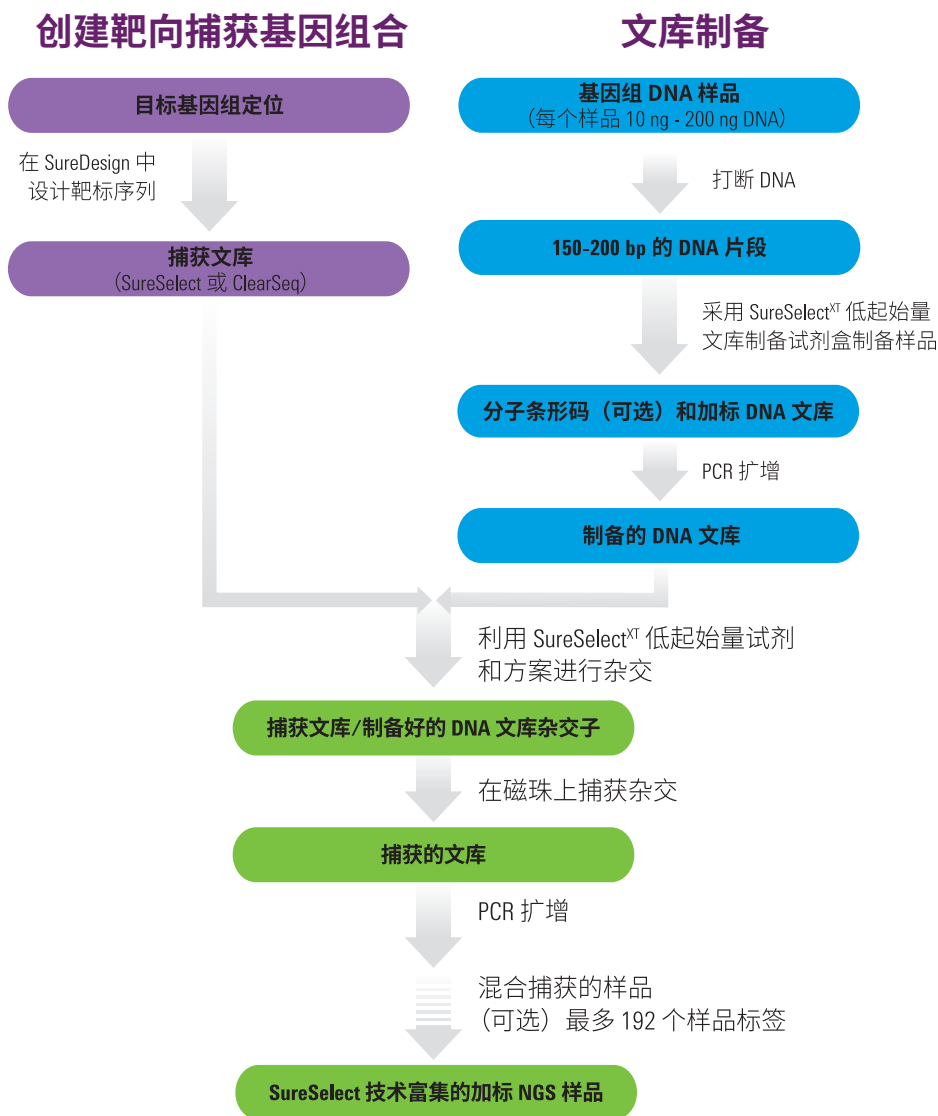 创建靶向捕获基因组合
目标基因组定位
在 SureDesign 中
设计靶标序列
捕获文库
（SureSelect 或 ClearSeq）
文库制备
基因组 DNA 样品
（每个样品 10 ng - 200 ng DNA）
打断 DNA
150-200 bp 的 DNA 片段
采用 SureSelectXT 低起始量
文库制备试剂盒制备样品
分子条形码（可选）和加标 DNA 文库
PCR 扩增
制备的 DNA 文库
利用 SureSelectXT 低起始量试剂
和方案进行杂交
捕获文库/制备好的 DNA 文库杂交子
在磁珠上捕获杂交
捕获的文库
PCR 扩增
混合捕获的样品
（可选）最多 192 个样品标签
SureSelect 技术富集的加标 NGS 样品